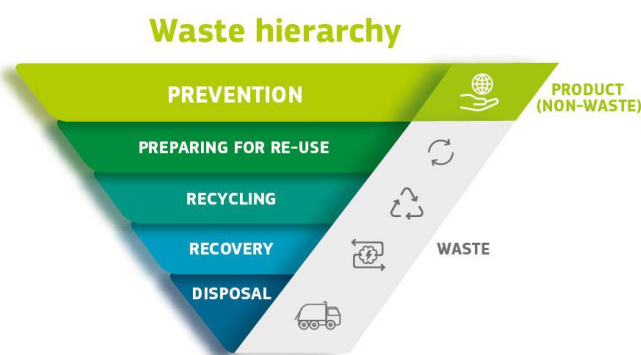 Waste hierarchy
PREVENTION
PRODUCT
(NON-WASTE)
PREPARING FOR RE-USE
RECYCLING
RECOVERY
WASTE
DISPOSAL